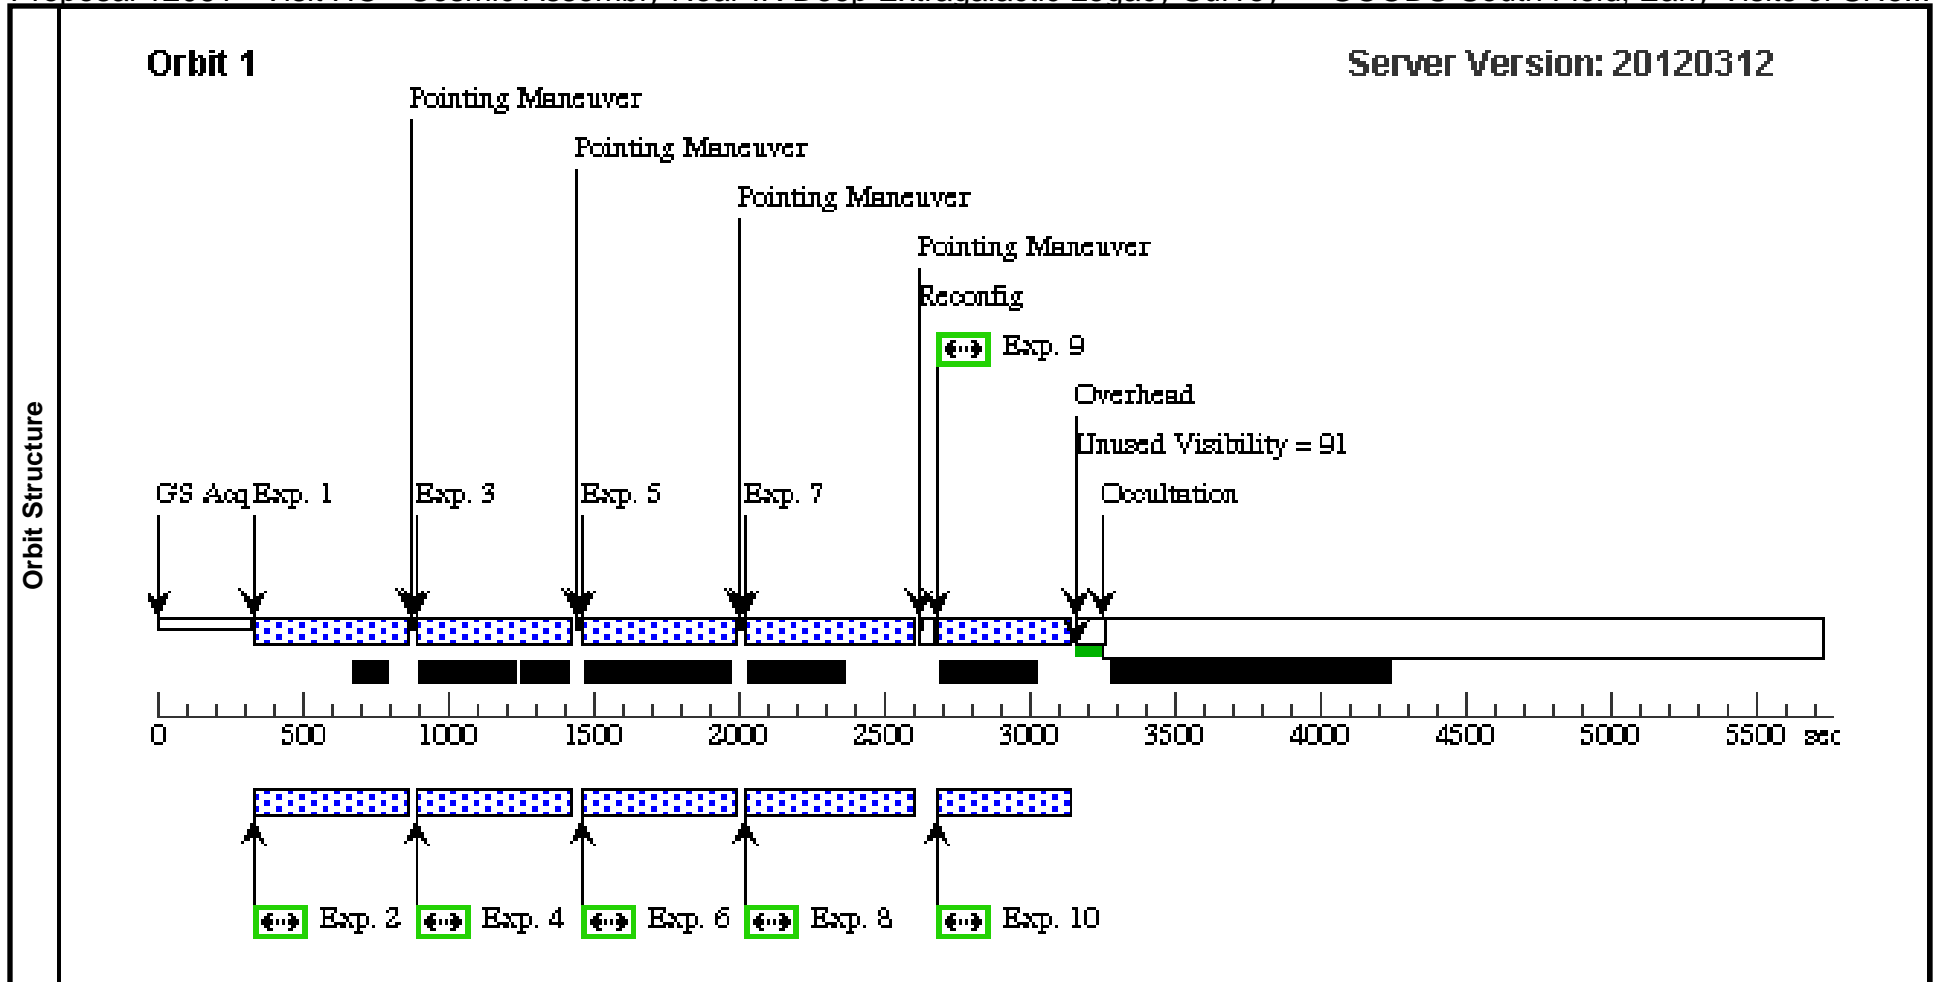 Orbit 1
Server Version: 20120312
Pointing Maneuver
Pointing Maneuver
Pointing Maneuver
Pointing Maneuver
Reconfig
Exp. 9
Overhead
Unused Visibility = 91
GS Acq Exp. 1 Exp. 3 Exp. 5 Exp. 7 Occultation
Orbit Structure
0 500 1000 1500 2000 2500 3000 3500 4000 4500 5000 5500 sec
Exp. 2 Exp. 4 Exp. 6 Exp. 8 Exp. 10